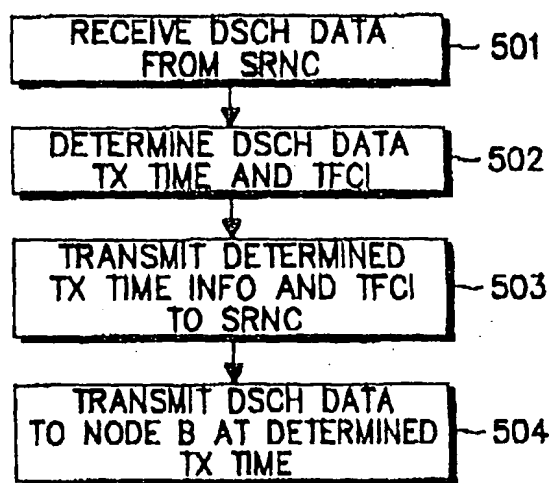 RECEIVE DSCH DATA
FROM SRNC
501
DETERMINE DSCH DATA
TX TIME AND TFCI
502
TRANSMIT DETERMINED
TX TIME INFO AND TFCI
TO SRNC
503
TRANSMIT DSCH DATA
TO NODE B AT DETERMINED
TX TIME
504